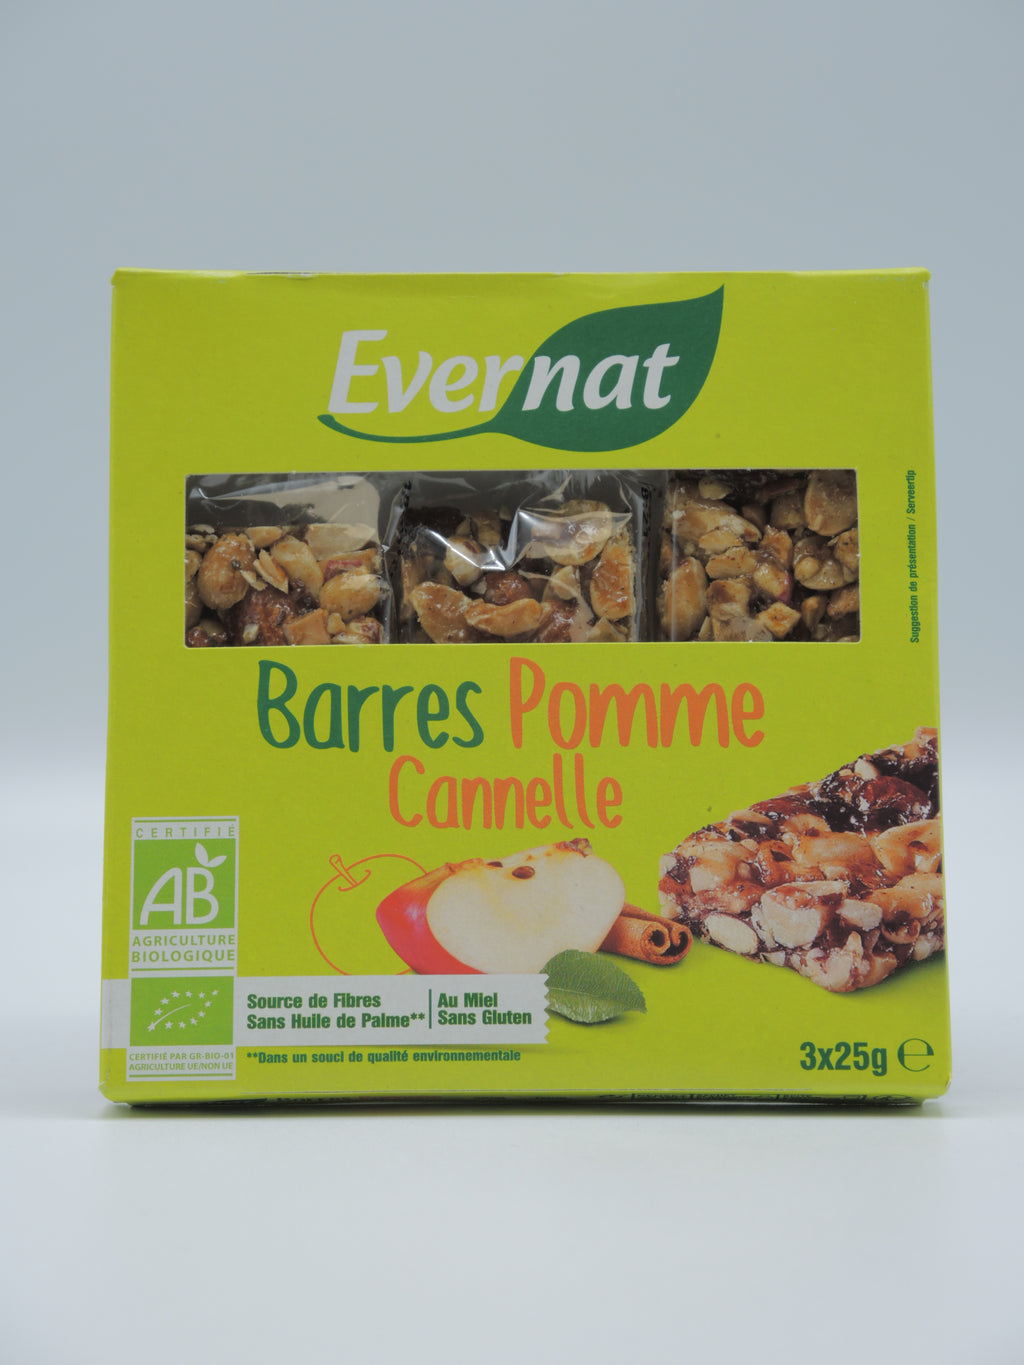 Evernat
Suggestion de présentation / Serveertip
Barres Pomme
Cannelle
CERTIFIÉ
AB
AGRICULTURE
BIOLOGIQUE
CERTIFIÉ PAR GR-BIO-01
AGRICULTURE UE/NON UE
Source de Fibres
Sans Huile de Palme**
Au Miel
Sans Gluten
**Dans un souci de qualité environnementale
3x25g ℮